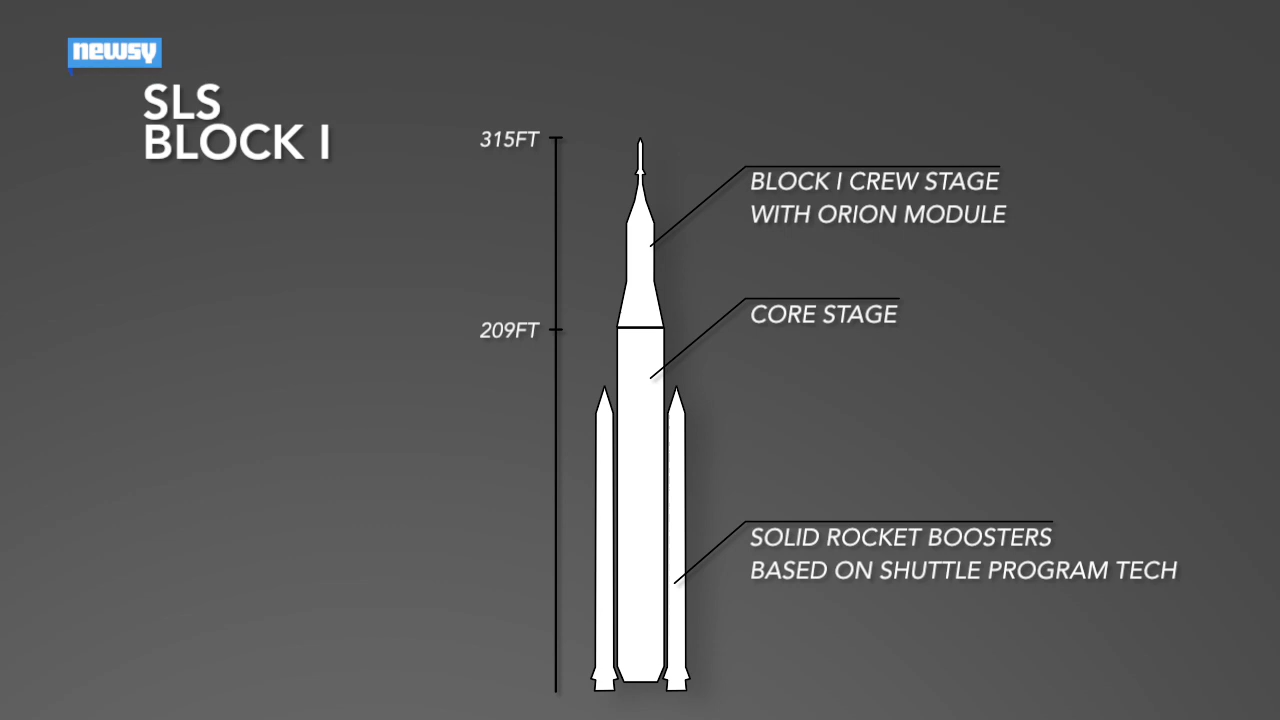 newsy
SLS
BLOCK I
315FT
BLOCK I CREW STAGE
WITH ORION MODULE
CORE STAGE
209FT
SOLID ROCKET BOOSTERS
BASED ON SHUTTLE PROGRAM TECH